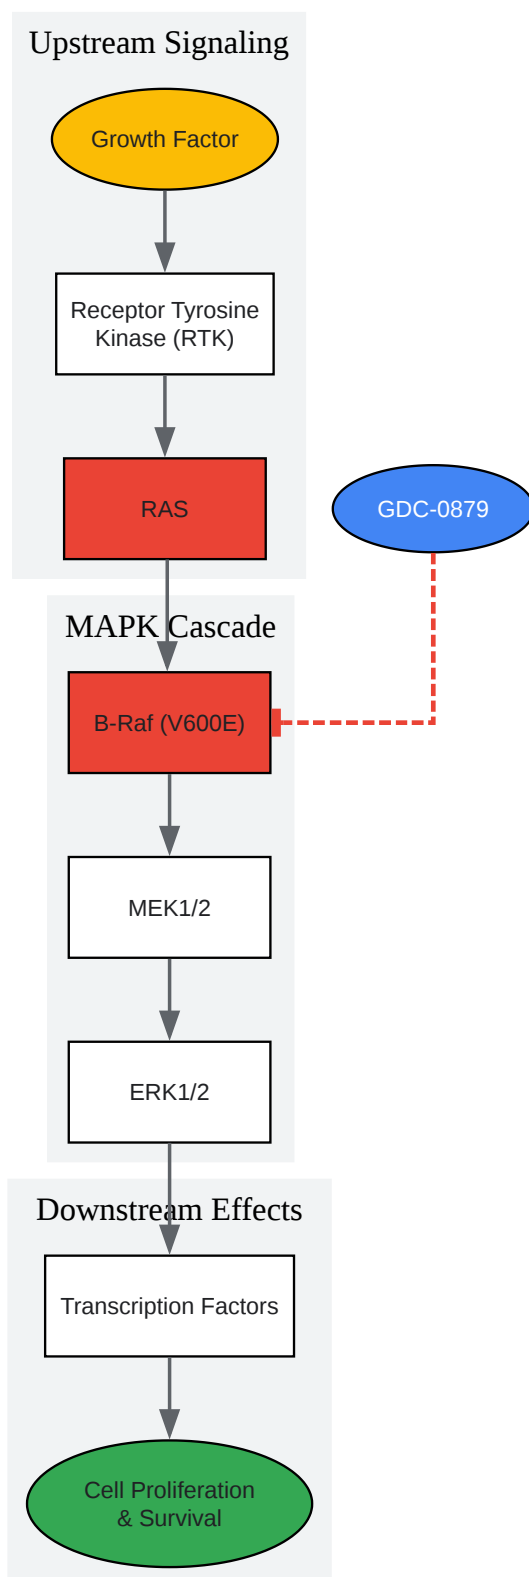 Upstream Signaling
Growth Factor
Receptor Tyrosine
Kinase (RTK)
RAS
GDC-0879
MAPK Cascade
B-Raf (V600E)
MEK1/2
ERK1/2
Downstream Effects
Transcription Factors
Cell Proliferation
& Survival